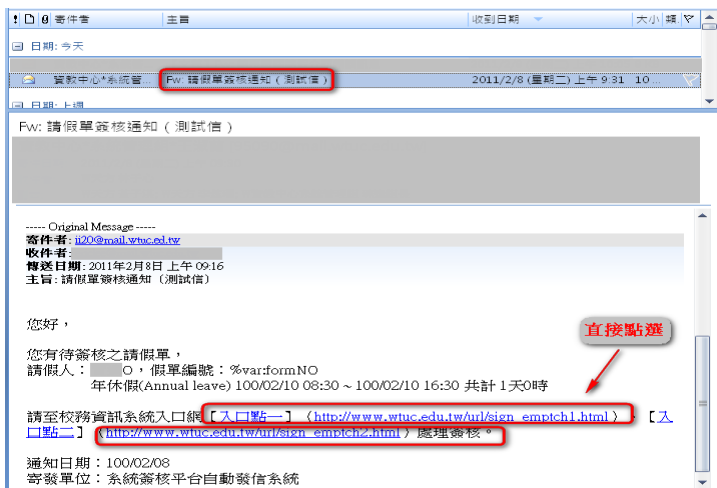 寄件者 主旨 收到日期 大小 類.
日期: 今天
資教中心*系統管... Fw: 請假單簽核通知（測試信） 2011/2/8 (星期二) 上午 9:31 10...
日期: 上週
Fw: 請假單簽核通知（測試信）
----- Original Message -----
寄件者: ii20@mail.wtuc.ed.tw
收件者:
傳送日期: 2011年2月8日 上午 09:16
主旨: 請假單簽核通知（測試信）
您好，
直接點選
您有待簽核之請假單，
請假人： O，假單編號：%var:formNO
年休假(Annual leave) 100/02/10 08:30 ~ 100/02/10 16:30 共計 1天0時
請至校務資訊系統入口網【入口點一】（http://www.wtuc.edu.tw/url/sign_emptch1.html）、【入
口點二】（http://www.wtuc.edu.tw/url/sign_emptch2.html）處理簽核。
通知日期：100/02/08
寄發單位：系統簽核平台自動發信系統